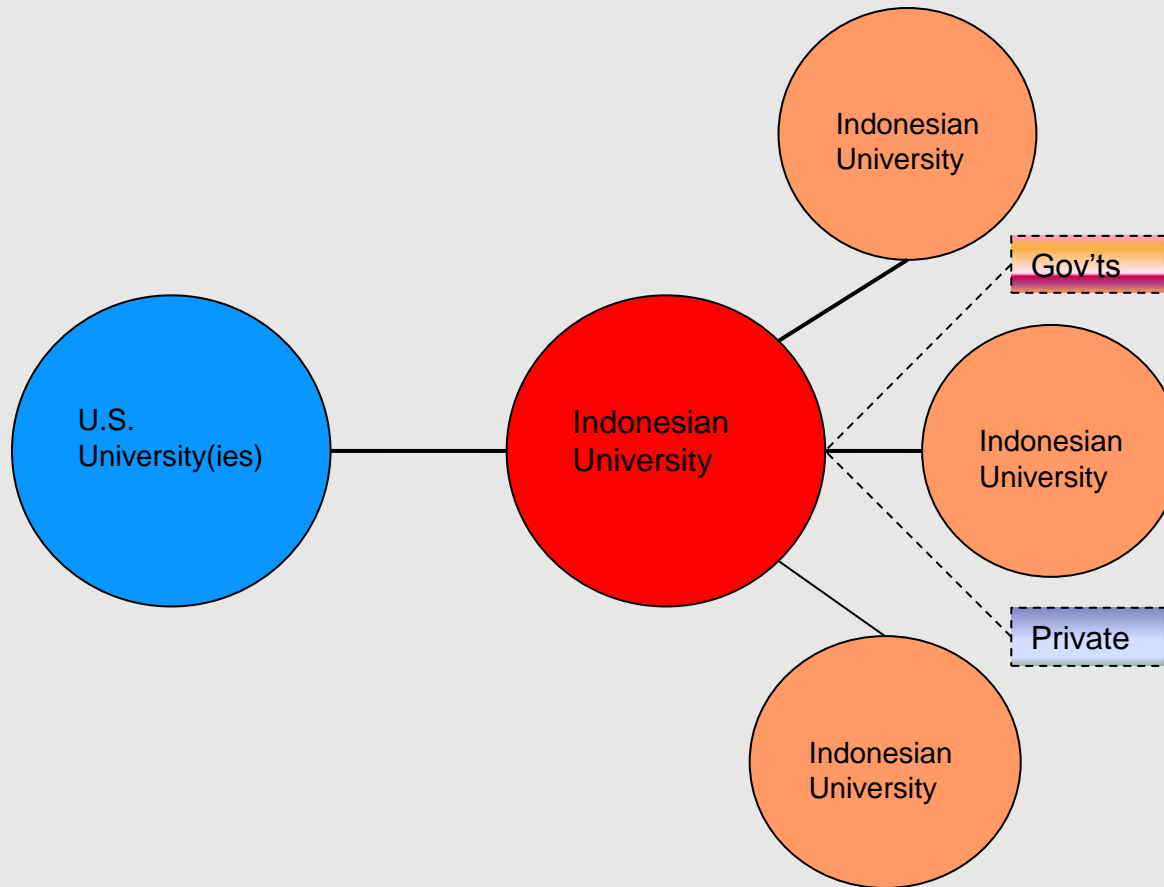 Indonesian
University
Gov'ts
U.S.
University(ies)
Indonesian
University
Indonesian
University
Private
Indonesian
University